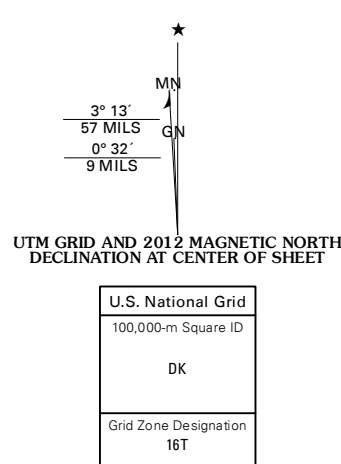 ★
MN
3° 13´
57 MILS
GN
0° 32´
9 MILS
UTM GRID AND 2012 MAGNETIC NORTH
DECLINATION AT CENTER OF SHEET
U.S. National Grid
100,000-m Square ID
DK
Grid Zone Designation
16T